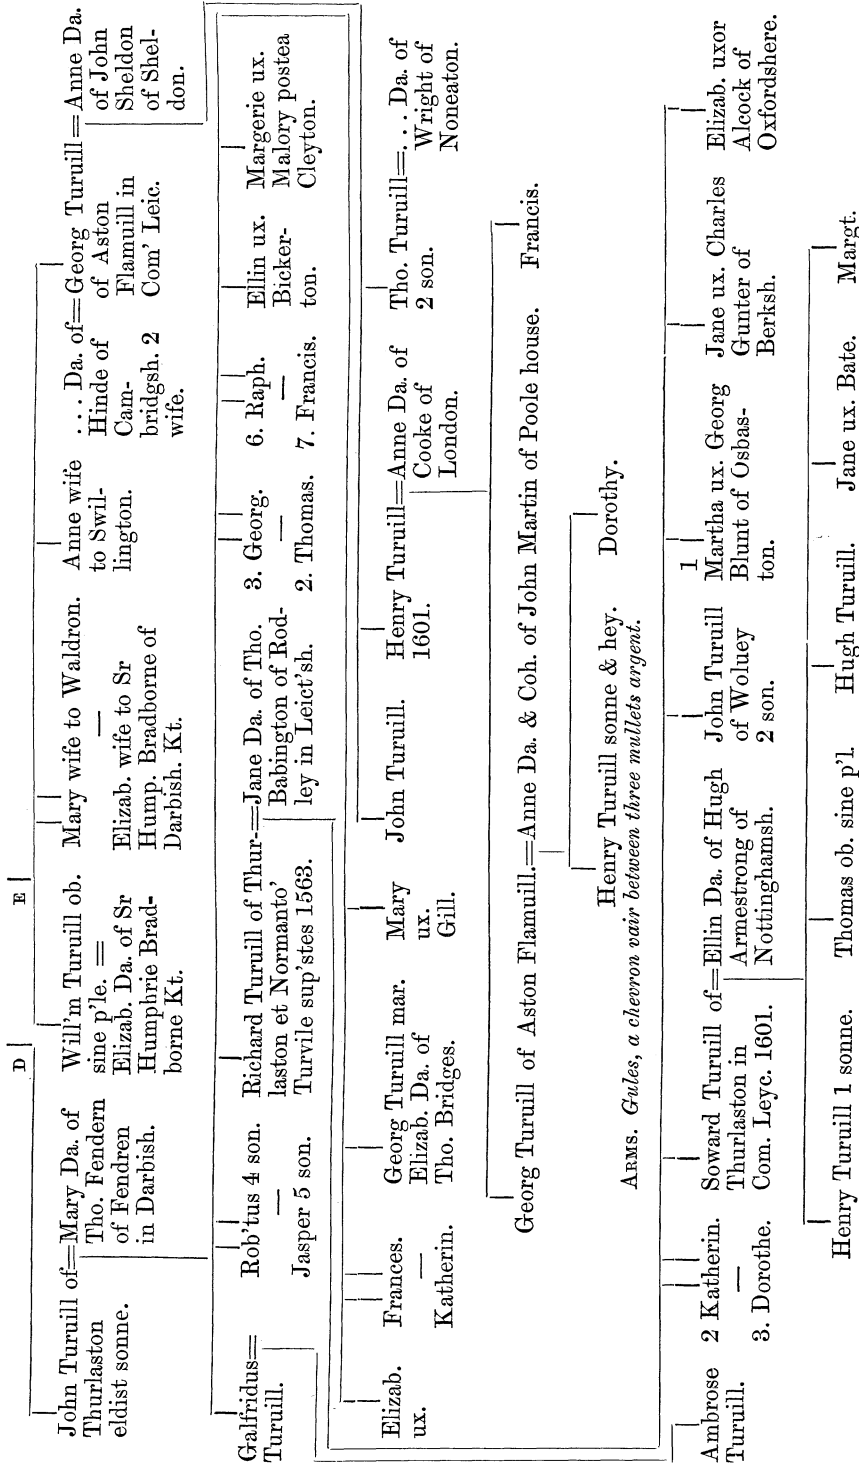 D
E
John Turuill of=Mary Da. of
Thurlaston
eldist sonne.
Tho. Fendern
of Fendren
in Darbish.
Will'm Turuill ob.
sine p'le. =
Elizab. Da. of Sr
Humphrie Brad-
borne Kt.
Mary wife to Waldron.
—
Elizab. wife to Sr
Hump. Bradborne of
Darbish. Kt.
Anne wife
to Swil-
lington.
... Da. of=Georg Turuill=Anne Da.
Hinde of
Cam-
bridgsh. 2
wife.
of Aston
Flamuill in
Com' Leic.
of John
Sheldon
of Shel-
don.
Galfridus=
Turuill.
Rob'tus 4 son.
—
Jasper 5 son.
Richard Turuill of Thur-=Jane Da. of Tho.
laston et Normanto'
Turvile sup'stes 1563.
Babington of Rod-
ley in Leict'sh.
3. Georg.
—
2. Thomas.
6. Raph.
—
7. Francis.
Ellin ux.
Bicker-
ton.
Margerie ux.
Malory postea
Cleyton.
Elizab.
ux.
Frances.
—
Katherin.
Georg Turuill mar.
Elizab. Da. of
Tho. Bridges.
Mary
ux.
Gill.
John Turuill.
Henry Turuill=Anne Da. of
1601.
Cooke of
London.
Tho. Turuill=... Da. of
2 son.
Wright of
Noneaton.
Georg Turuill of Aston Flamuill.=Anne Da. & Coh. of John Martin of Poole house.
Francis.
Henry Turuill sonne & hey.
Dorothy.
Arms. Gules, a chevron vair between three mullets argent.
Ambrose
Turuill.
2 Katherin.
—
3. Dorothe.
Soward Turuill of=Ellin Da. of Hugh
Thurlaston in
Com. Leyc. 1601.
Armestrong of
Nottinghamsh.
John Turuill
of Woluey
2 son.
1
Martha ux. Georg
Blunt of Osbas-
ton.
Jane ux. Charles
Gunter of
Berksh.
Elizab. uxor
Alcock of
Oxfordshere.
Henry Turuill 1 sonne.
Thomas ob. sine p'l.
Hugh Turuill.
Jane ux. Bate.
Margt.